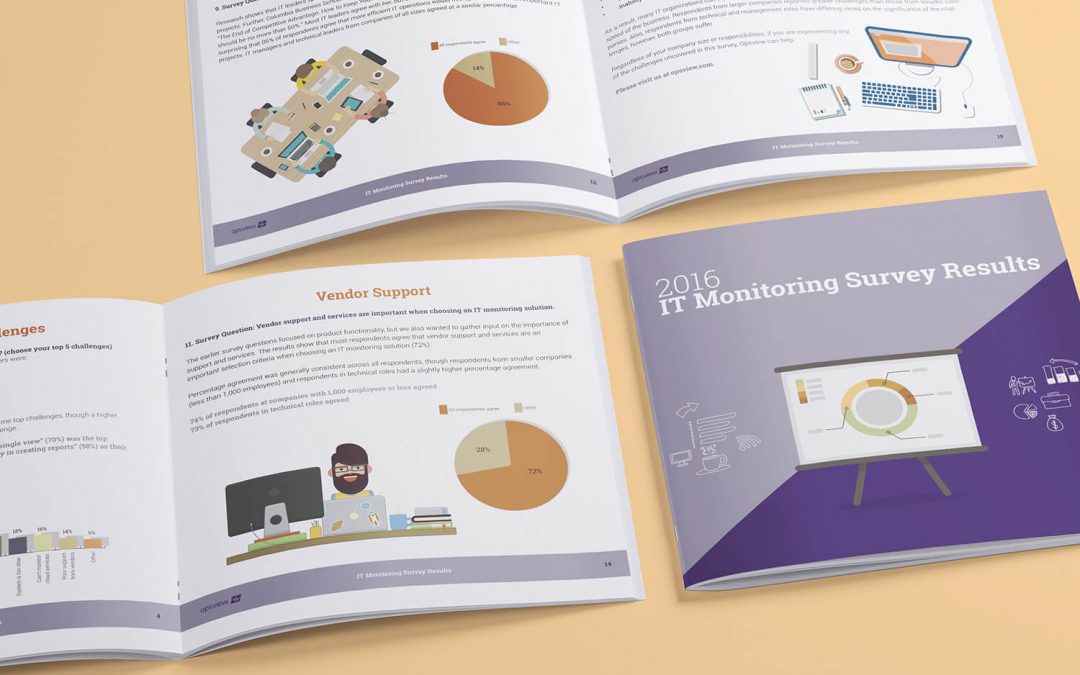 9. Survey
Research shows that IT leaders
projects. Further, Columbia Business School
"The End of Competitive Advantage: How to Keep
should be no more than 50%." Most IT leaders agree with her.
surprising that 86% of respondents agree that more efficient IT operations would
projects. IT managers and technical leaders from companies of all sizes agreed at a similar percentage.
important IT
All respondents agree
Other
14%
86%
opsview
IT Monitoring Survey Results
12
As a result, many IT organizations
speed of the business. Respondents from larger companies reported greater challenges than those from smaller com-
panies. Also, respondents from technical and management roles have differing views on the significance of the chal-
lenges, however, both groups suffer.
Regardless of your company size or responsibilities, if you are experiencing any
of the challenges uncovered in this survey, Opsview can help.
Please visit us at opsview.com.
opsview
IT Monitoring Survey Results
15
lenges
? (choose your top 5 challenges)
ers were:
me top challenges, though a higher
enge.
single view" (70%) was the top
y in creating reports" (58%) as their
18%
16%
14%
6%
System is too slow
Can't monitor
cloud services
Poor support
from vendors
Other
4
Vendor Support
11. Survey Question: Vendor support and services are important when choosing an IT monitoring solution.
The earlier survey questions focused on product functionality, but we also wanted to gather input on the importance of
support and services. The results show that most respondents agree that vendor support and services are an
important selection criteria when choosing an IT monitoring solution (72%).
Percentage agreement was generally consistent across all respondents, though respondents from smaller companies
(less than 1,000 employees) and respondents in technical roles had a slightly higher percentage agreement.
74% of respondents at companies with 1,000 employees or less agreed
73% of respondents in technical roles agreed
All respondents agree
Other
28%
72%
opsview
IT Monitoring Survey Results
14
2016
IT Monitoring Survey Results